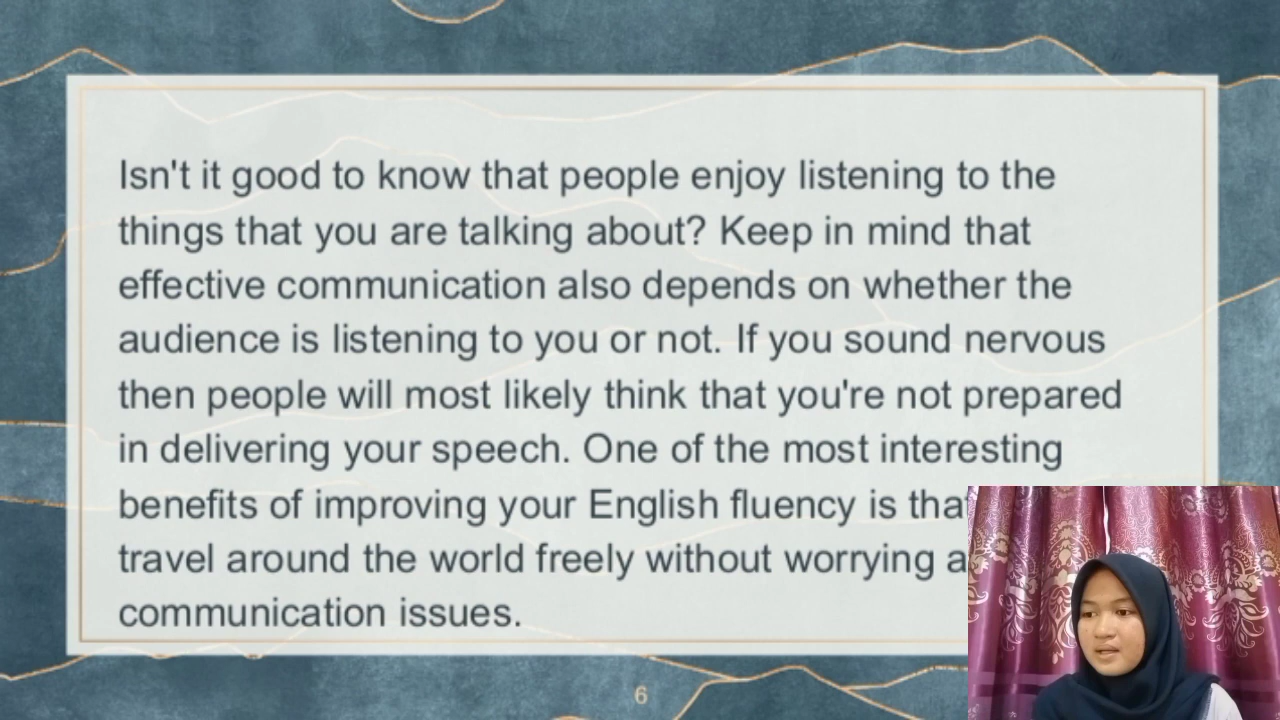 Isn't it good to know that people enjoy listening to the
things that you are talking about? Keep in mind that
effective communication also depends on whether the
audience is listening to you or not. If you sound nervous
then people will most likely think that you're not prepared
in delivering your speech. One of the most interesting
benefits of improving your English fluency is
travel around the world freely without worrying
communication issues.
6